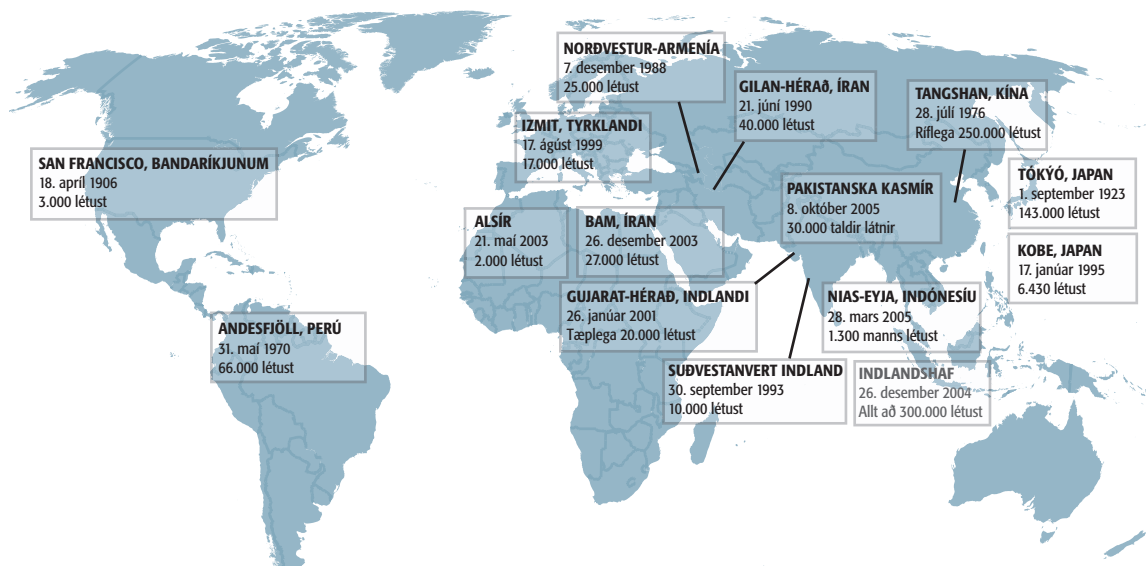 NORÐVESTUR-ARMENÍA
7. desember 1988
25.000 létust
GILAN-HÉRAÐ, ÍRAN
21. júní 1990
40.000 létust
TANGSHAN, KÍNA
28. júlí 1976
Ríflega 250.000 létust
IZMIT, TYRKLANDI
17. ágúst 1999
17.000 létust
SAN FRANCISCO, BANDARÍKJUNUM
18. apríl 1906
3.000 létust
TÓKÝÓ, JAPAN
1. september 1923
143.000 létust
PAKISTANSKA KASMÍR
8. október 2005
30.000 taldir látnir
ALSÍR
21. maí 2003
2.000 létust
BAM, ÍRAN
26. desember 2003
27.000 létust
KOBE, JAPAN
17. janúar 1995
6.430 létust
GUJARAT-HÉRAÐ, INDLANDI
26. janúar 2001
Tæplega 20.000 létust
NIAS-EYJA, INDÓNESÍU
28. mars 2005
1.300 manns létust
ANDESFJÖLL, PERÚ
31. maí 1970
66.000 létust
SUÐVESTANVERT INDLAND
30. september 1993
10.000 létust
INDLANDSHAF
26. desember 2004
Allt að 300.000 létust